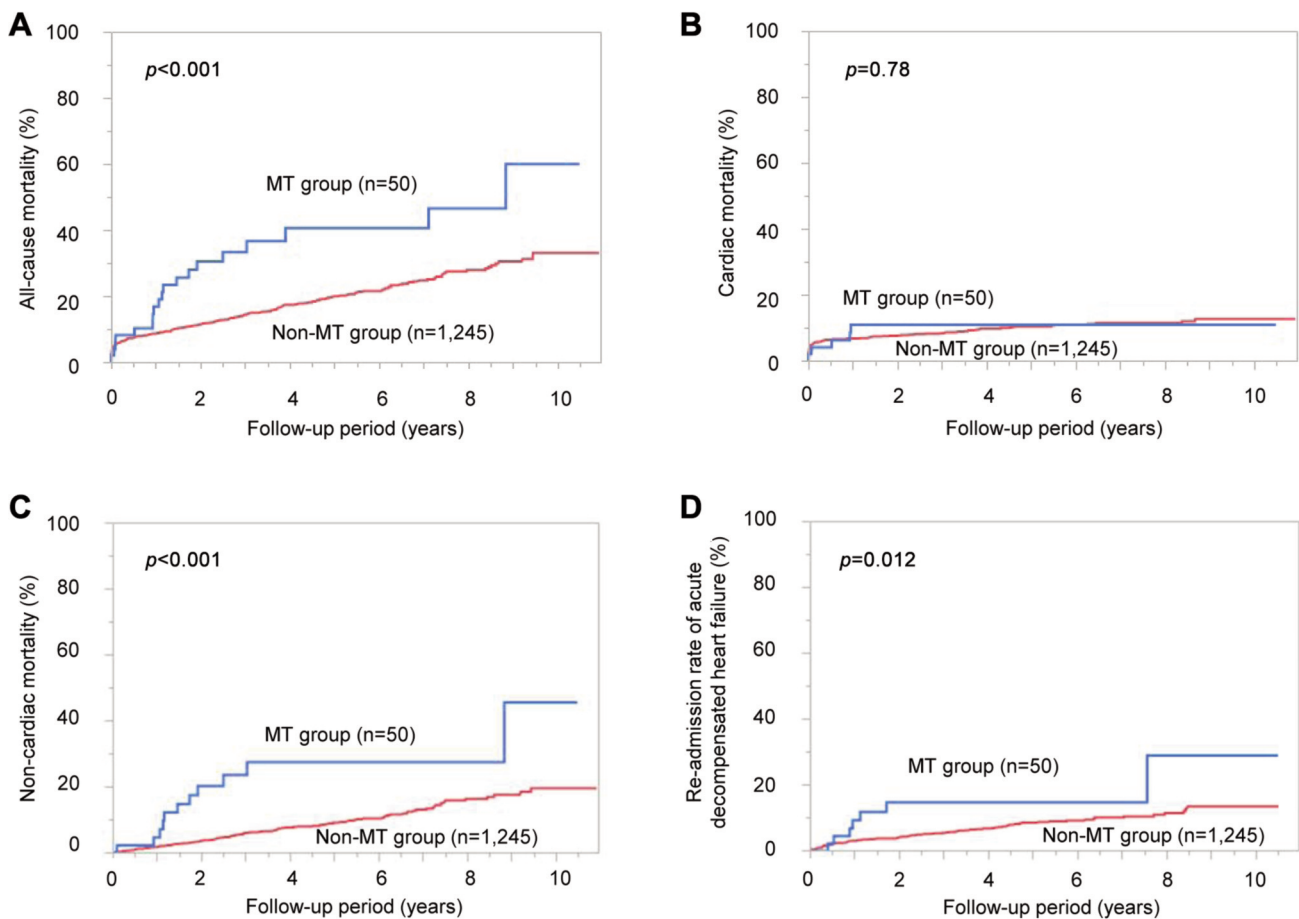 A
All-cause mortality (%)
100
80
60
40
20
0
p<0.001
MT group (n=50)
Non-MT group (n=1,245)
0 2 4 6 8 10
Follow-up period (years)
B
Cardiac mortality (%)
100
80
60
40
20
0
p=0.78
MT group (n=50)
Non-MT group (n=1,245)
0 2 4 6 8 10
Follow-up period (years)
C
Non-cardiac mortality (%)
100
80
60
40
20
0
p<0.001
MT group (n=50)
Non-MT group (n=1,245)
0 2 4 6 8 10
Follow-up period (years)
D
Re-admission rate of acute
decompensated heart failure (%)
100
80
60
40
20
0
p=0.012
MT group (n=50)
Non-MT group (n=1,245)
0 2 4 6 8 10
Follow-up period (years)